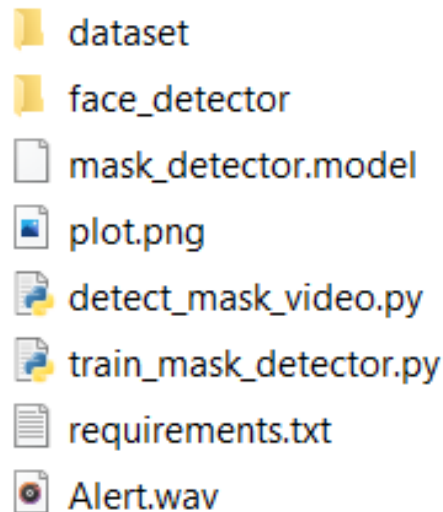 dataset
face_detector
mask_detector.model
plot.png
detect_mask_video.py
train_mask_detector.py
requirements.txt
Alert.wav